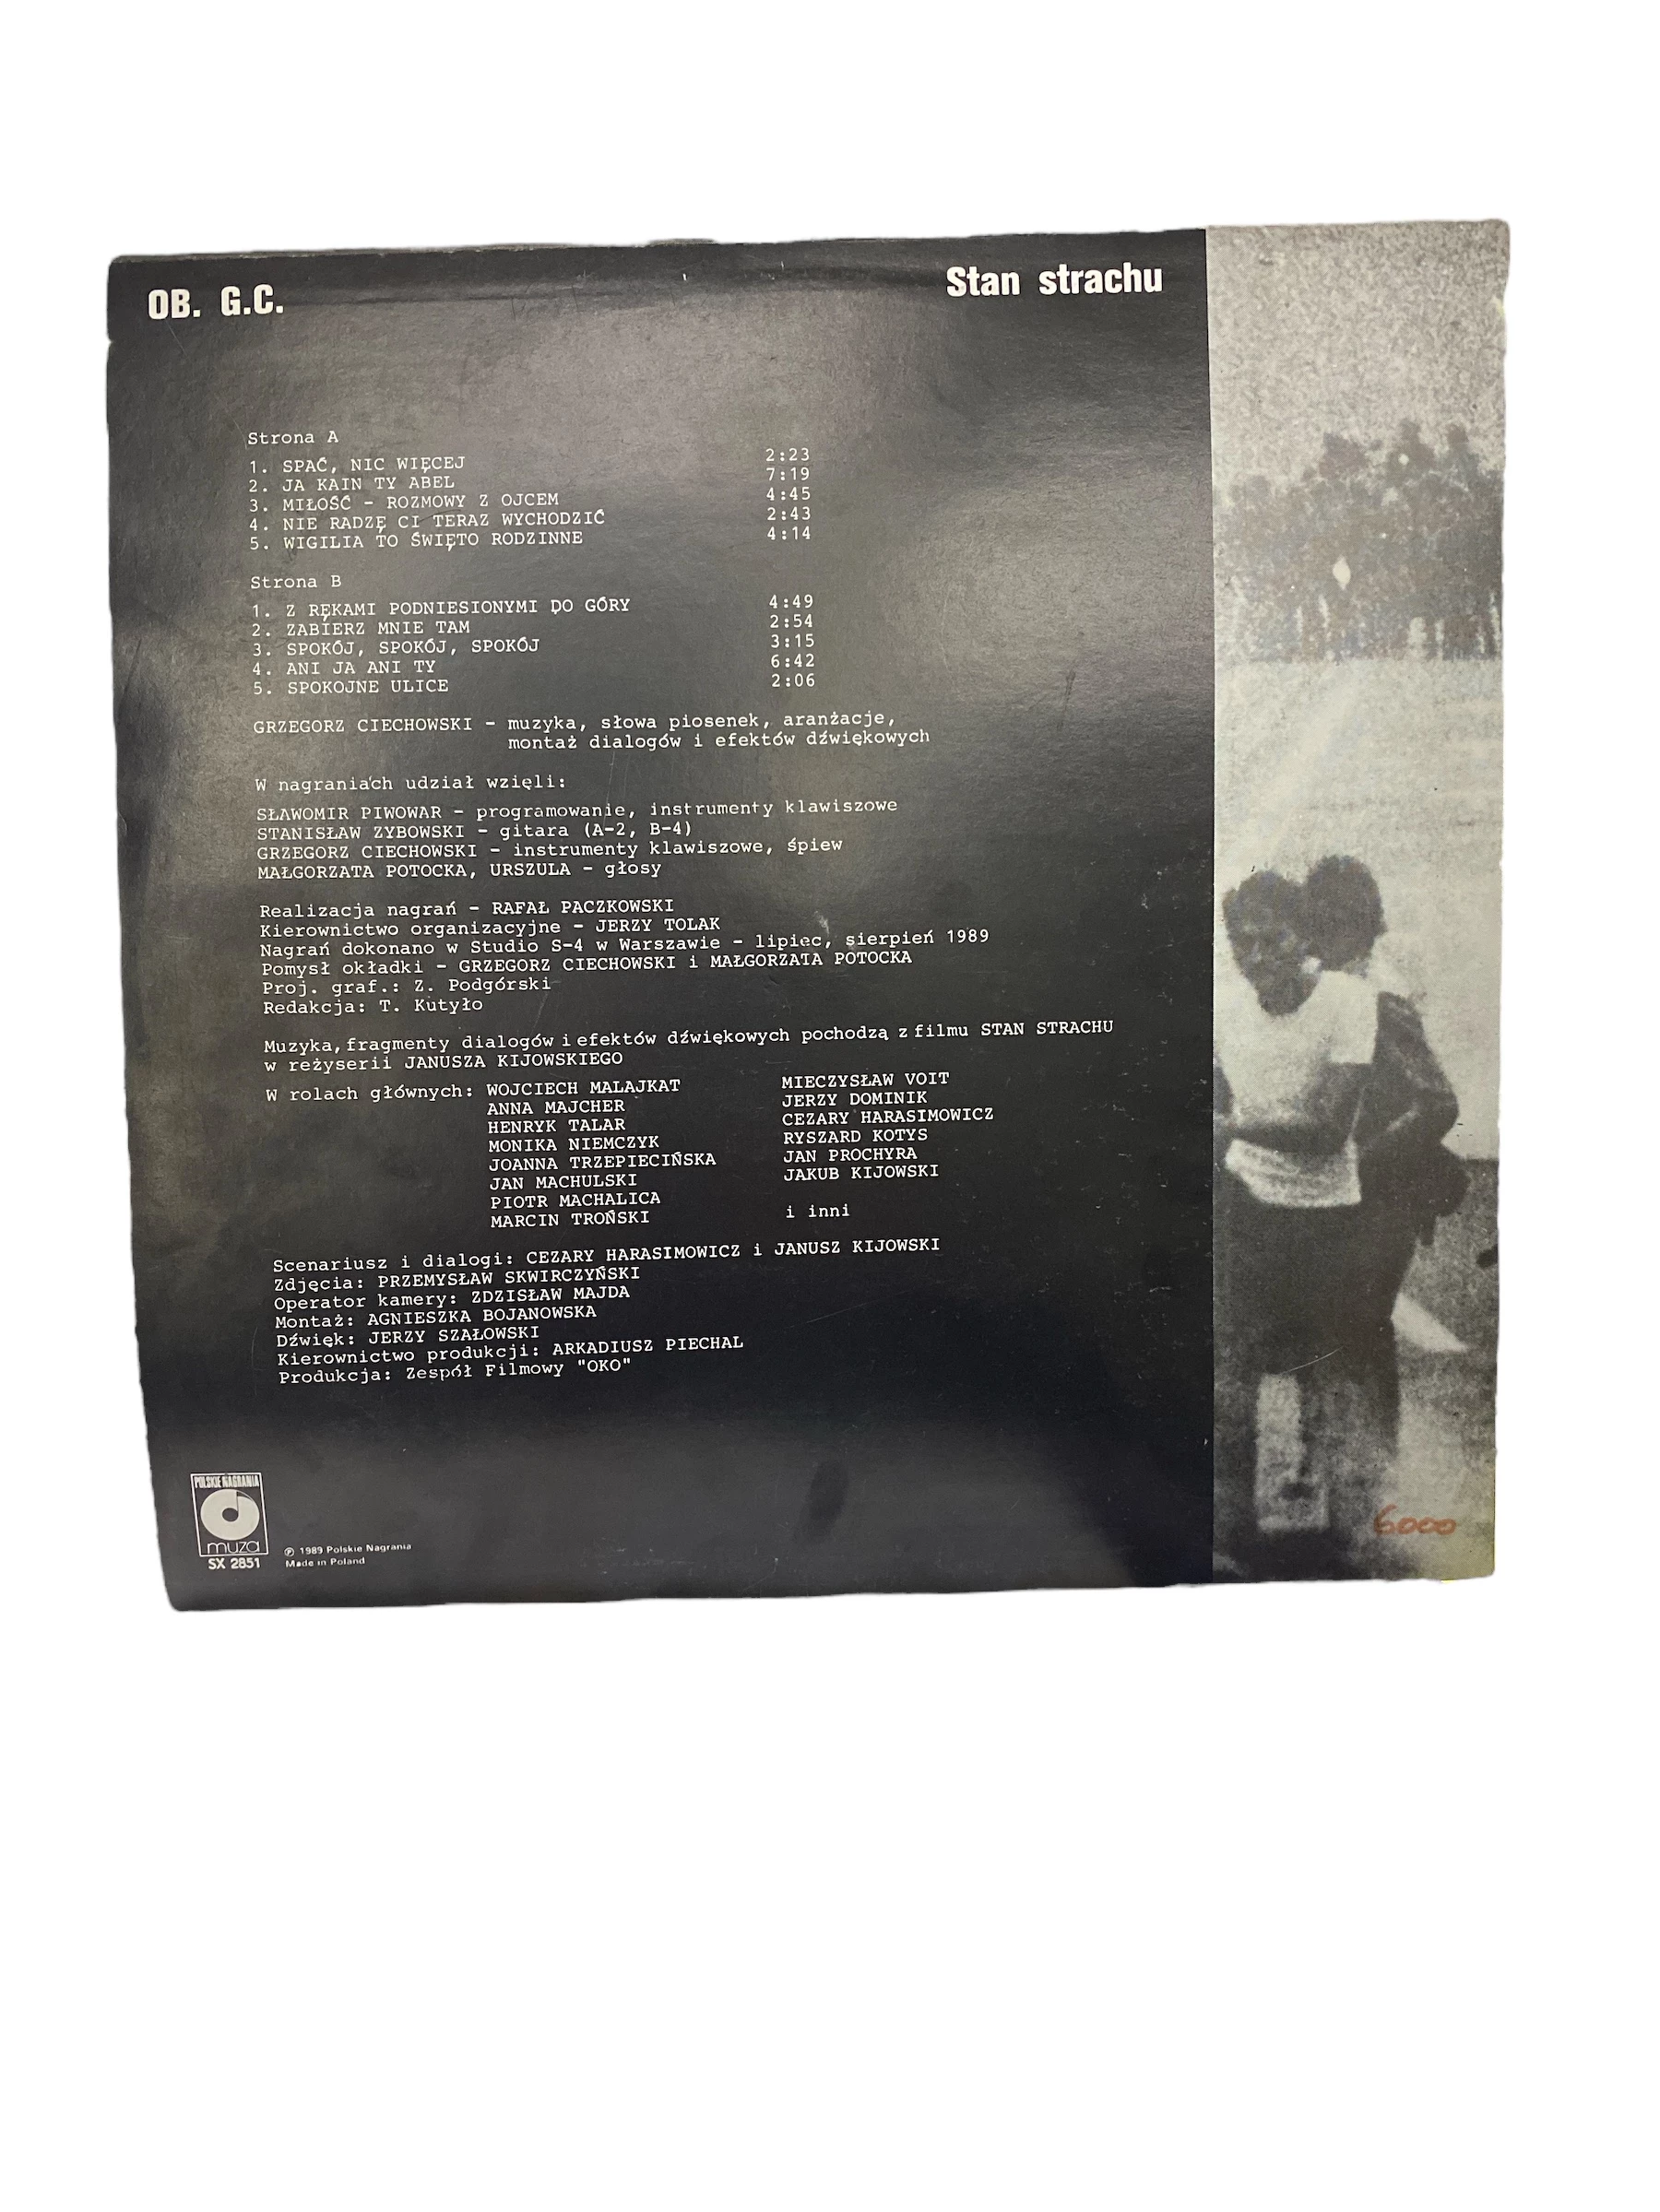 OB. G.C.
Stan strachu
Strona A
1. SPAĆ, NIC WIĘCEJ 2:23
2. JA KAIN TY ABEL 7:19
3. MIŁOŚĆ - ROZMOWY Z OJCEM 4:45
4. NIE RADZĘ CI TERAZ WYCHODZIĆ 2:43
5. WIGILIA TO ŚWIĘTO RODZINNE 4:14
Strona B
1. Z RĘKAMI PODNIESIONYMI DO GÓRY 4:49
2. ZABIERZ MNIE TAM 2:54
3. SPOKÓJ, SPOKÓJ, SPOKÓJ 3:15
4. ANI JA ANI TY 6:42
5. SPOKOJNE ULICE 2:06
GRZEGORZ CIECHOWSKI - muzyka, słowa piosenek, aranżacje,
montaż dialogów i efektów dźwiękowych
W nagraniach udział wzięli:
SŁAWOMIR PIWOWAR - programowanie, instrumenty klawiszowe
STANISŁAW ZYBOWSKI - gitara (A-2, B-4)
GRZEGORZ CIECHOWSKI - instrumenty klawiszowe, śpiew
MAŁGORZATA POTOCKA, URSZULA - głosy
Realizacja nagrań - RAFAŁ PACZKOWSKI
Kierownictwo organizacyjne - JERZY TOLAK
Nagrań dokonano w Studio S-4 w Warszawie - lipiec, sierpień 1989
Pomysł okładki - GRZEGORZ CIECHOWSKI i MAŁGORZATA POTOCKA
Proj. graf.: Z. Podgórski
Redakcja: T. Kutyło
Muzyka, fragmenty dialogów i efektów dźwiękowych pochodzą z filmu STAN STRACHU
w reżyserii JANUSZA KIJOWSKIEGO
W rolach głównych: WOJCIECH MALAJKAT
ANNA MAJCHER
HENRYK TALAR
MONIKA NIEMCZYK
JOANNA TRZEPIECIŃSKA
JAN MACHULSKI
PIOTR MACHALICA
MARCIN TROŃSKI
MIECZYSŁAW VOIT
JERZY DOMINIK
CEZARY HARASIMOWICZ
RYSZARD KOTYS
JAN PROCHYRA
JAKUB KIJOWSKI
i inni
Scenariusz i dialogi: CEZARY HARASIMOWICZ i JANUSZ KIJOWSKI
Zdjęcia: PRZEMYSŁAW SKWIRCZYŃSKI
Operator kamery: ZDZISŁAW MAJDA
Montaż: AGNIESZKA BOJANOWSKA
Dźwięk: JERZY SZAŁOWSKI
Kierownictwo produkcji: ARKADIUSZ PIECHAL
Produkcja: Zespół Filmowy "OKO"
POLSKIE NAGRANIA
muza
SX 2851
℗ 1989 Polskie Nagrania
Made in Poland
6000